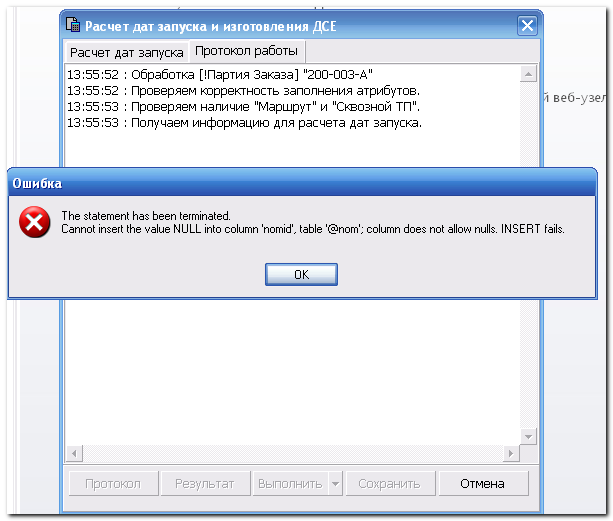 Расчет дат запуска и изготовления ДСЕ
Расчет дат запуска
Протокол работы
13:55:52 : Обработка [!Партия Заказа] "200-003-А"
13:55:52 : Проверяем корректность заполнения атрибутов.
13:55:53 : Проверяем наличие "Маршрут" и "Сквозной ТП".
13:55:53 : Получаем информацию для расчета дат запуска.
й веб-узел
Ошибка
The statement has been terminated.
Cannot insert the value NULL into column 'nomid', table '@nom'; column does not allow nulls. INSERT fails.
OK
Протокол
Результат
Выполнить
Сохранить
Отмена